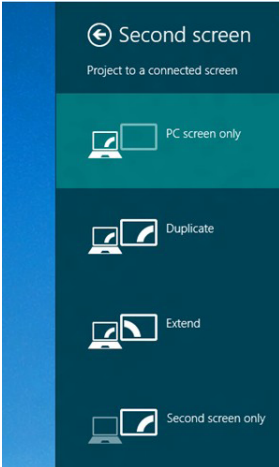 Second screen
Project to a connected screen
PC screen only
Duplicate
Extend
Second screen only